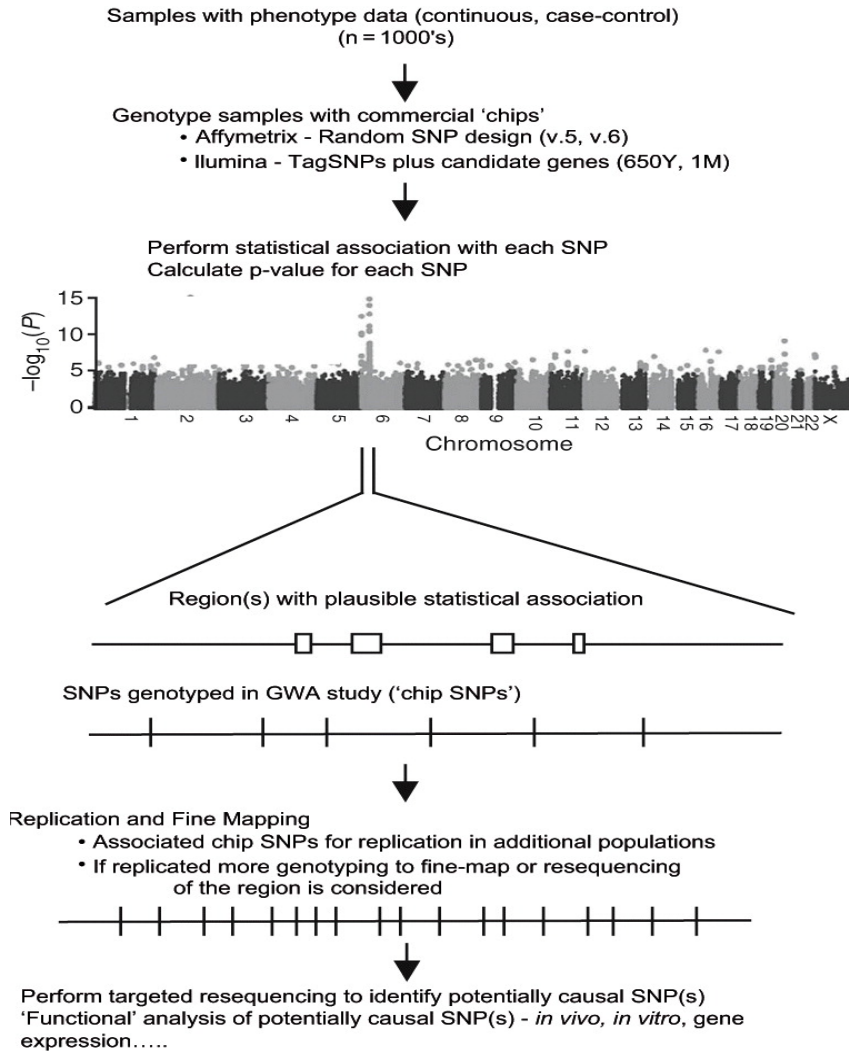 Samples with phenotype data (continuous, case-control)
(n = 1000's)
Genotype samples with commercial ‘chips’
• Affymetrix - Random SNP design (v.5, v.6)
• Ilumina - TagSNPs plus candidate genes (650Y, 1M)
Perform statistical association with each SNP
Calculate p-value for each SNP
15
10
5
0
–log10(P)
1 2 3 4 5 6 7 8 9 10 11 12 13 14 15 16 17 18 19 20 21 22 X
Chromosome
Region(s) with plausible statistical association
SNPs genotyped in GWA study (‘chip SNPs’)
Replication and Fine Mapping
• Associated chip SNPs for replication in additional populations
• If replicated more genotyping to fine-map or resequencing
of the region is considered
Perform targeted resequencing to identify potentially causal SNP(s)
‘Functional’ analysis of potentially causal SNP(s) - in vivo, in vitro, gene
expression…..